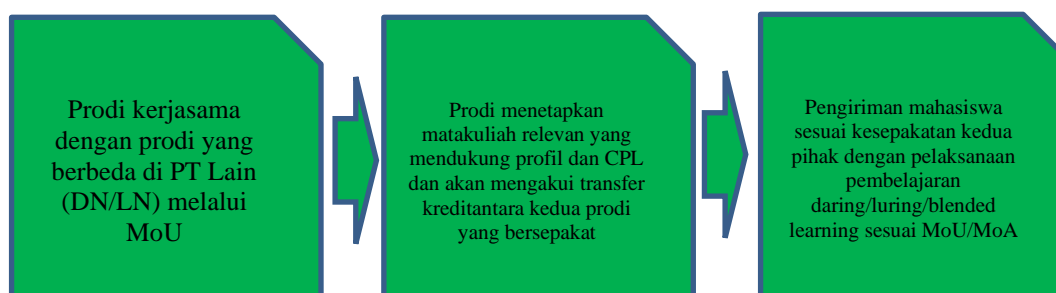 Prodi kerjasama
dengan prodi yang
berbeda di PT Lain
(DN/LN) melalui
MoU
Prodi menetapkan
matakuliah relevan yang
mendukung profil dan CPL
dan akan mengakui transfer
kreditantara kedua prodi
yang bersepakat
Pengiriman mahasiswa
sesuai kesepakatan kedua
pihak dengan pelaksanaan
pembelajaran
daring/luring/blended
learning sesuai MoU/MoA